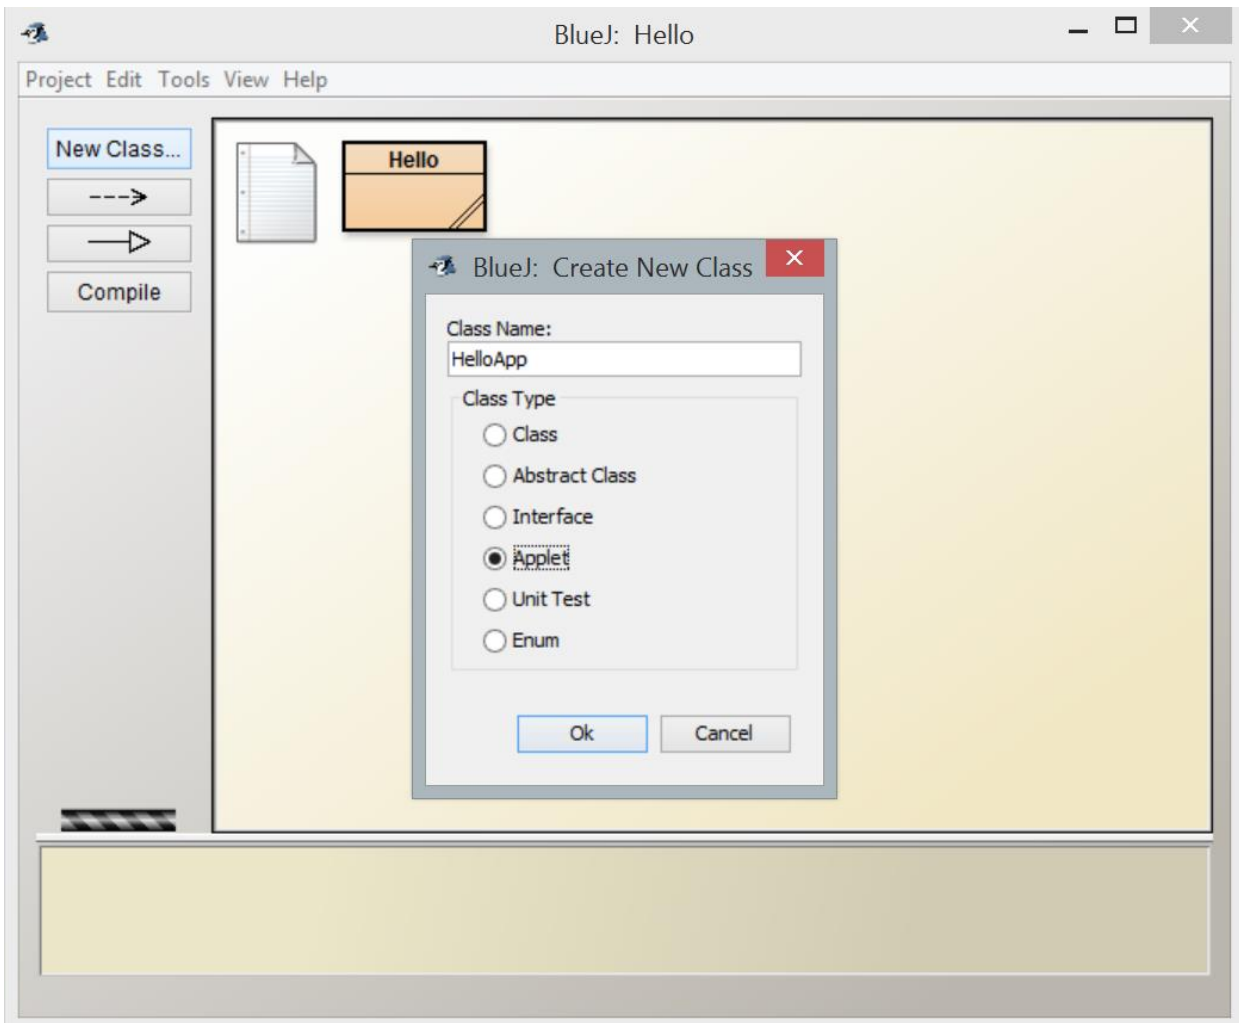 BlueJ: Hello
Project Edit Tools View Help
New Class...
Compile
Hello
BlueJ: Create New Class
Class Name:
HelloApp
Class Type
Class
Abstract Class
Interface
Applet
Unit Test
Enum
Ok Cancel